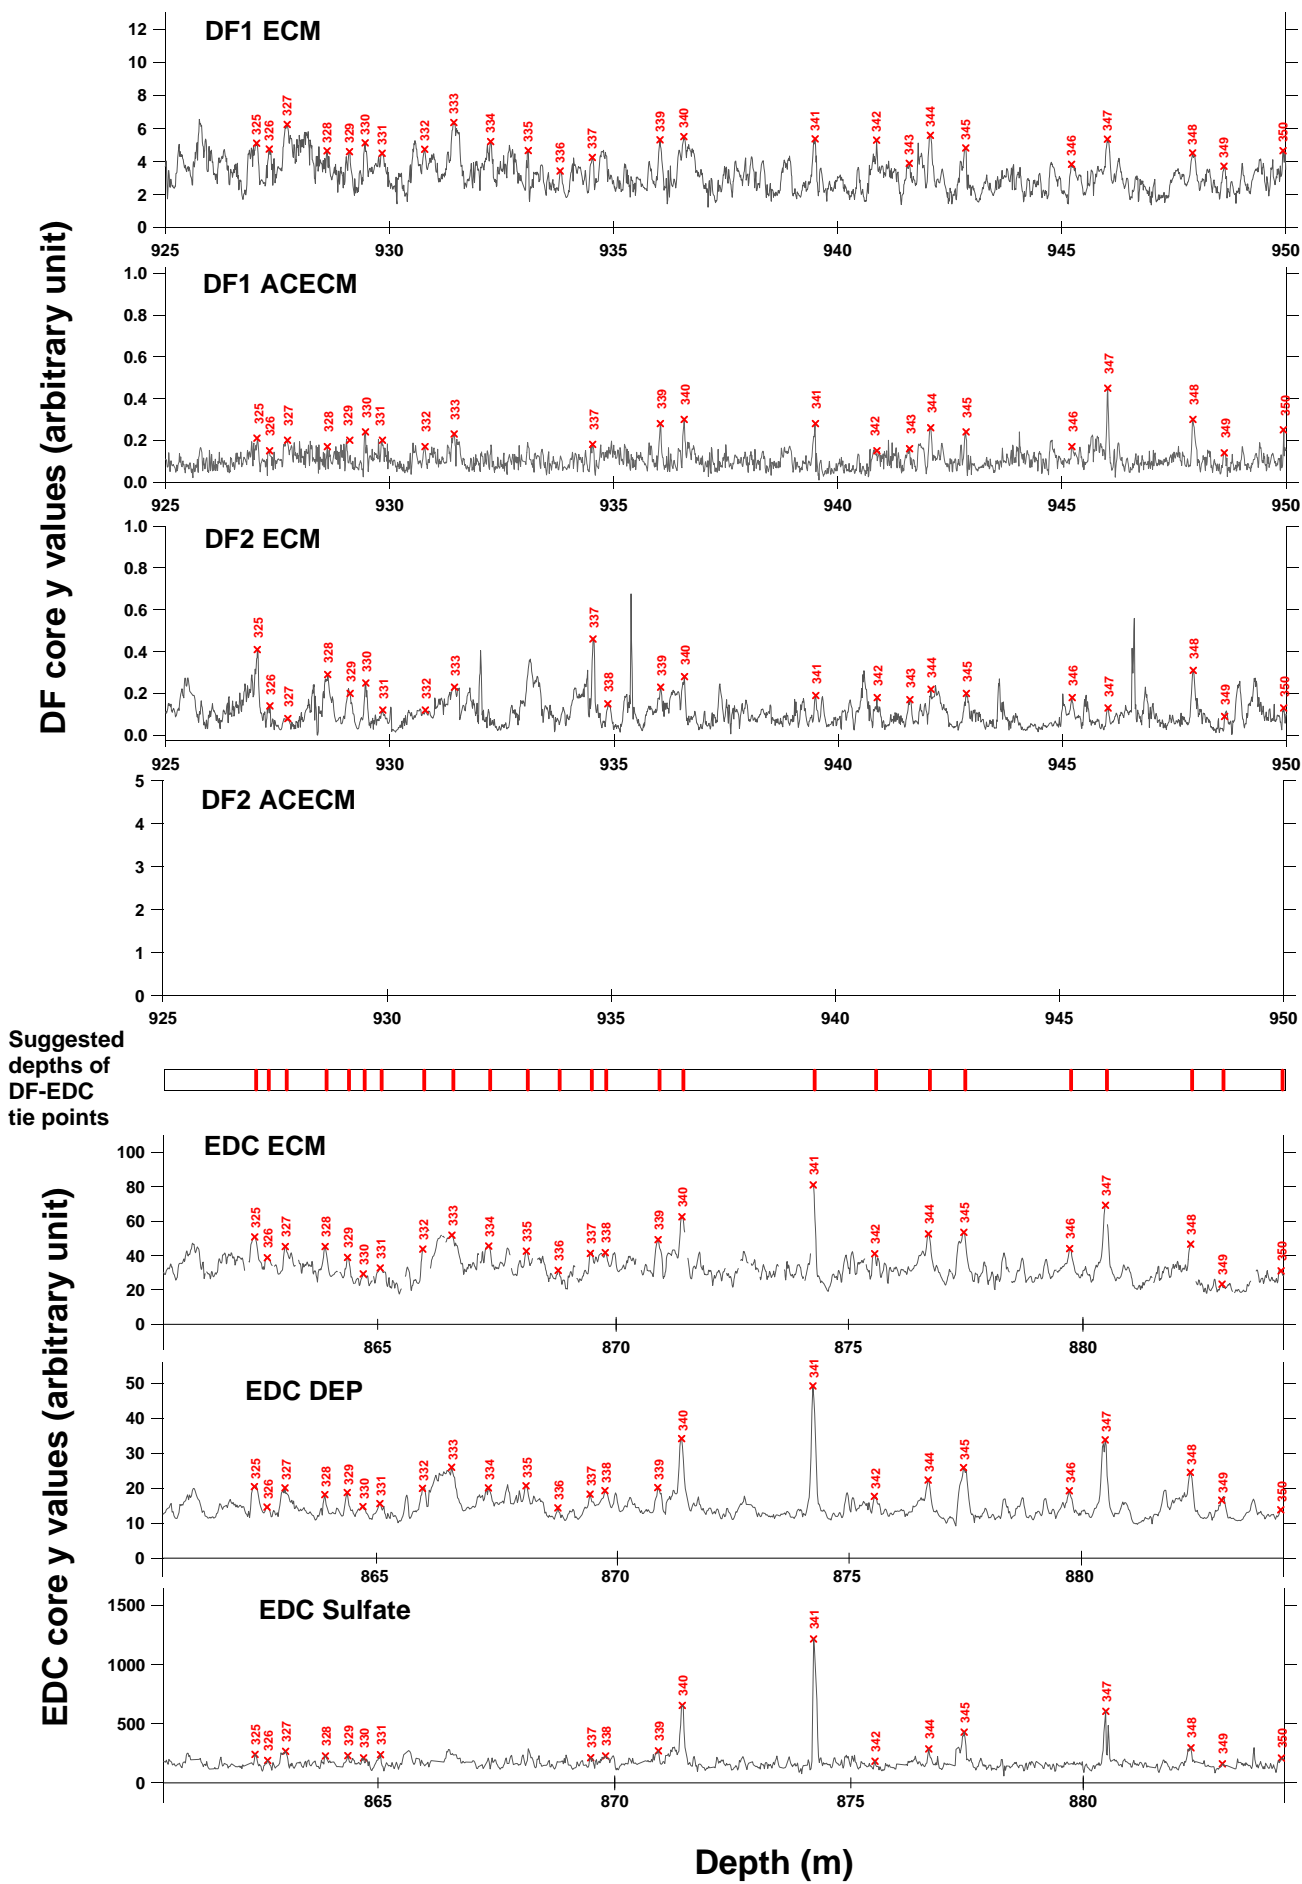 DF1 ECM
12
10
8
6
4
2
0
325 326 327 328 329 330 331 332 333 334 335 336 337 339 340 341 342 343 344 345 346 347 348 349 350
925 930 935 940 945 950
DF core y values (arbitrary unit)
DF1 ACECM
1.0
0.8
0.6
0.4
0.2
0.0
325 326 327 328 329 330 331 332 333 337 339 340 341 342 343 344 345 346 347 348 349 350
925 930 935 940 945 950
DF2 ECM
1.0
0.8
0.6
0.4
0.2
0.0
325 326 327 328 329 330 331 332 333 337 338 339 340 341 342 343 344 345 346 347 348 349 350
925 930 935 940 945 950
DF2 ACECM
5
4
3
2
1
0
925 930 935 940 945 950
Suggested
depths of
DF-EDC
tie points
EDC core y values (arbitrary unit)
EDC ECM
100
80
60
40
20
0
325 326 327 328 329 330 331 332 333 334 335 336 337 338 339 340 341 342 344 345 346 347 348 349 350
865 870 875 880
EDC DEP
50
40
30
20
10
0
325 326 327 328 329 330 331 332 333 334 335 336 337 338 339 340 341 342 344 345 346 347 348 349 350
865 870 875 880
EDC Sulfate
1500
1000
500
0
325 326 327 328 329 330 331 337 338 339 340 341 342 344 345 346 347 348 349 350
865 870 875 880
Depth (m)